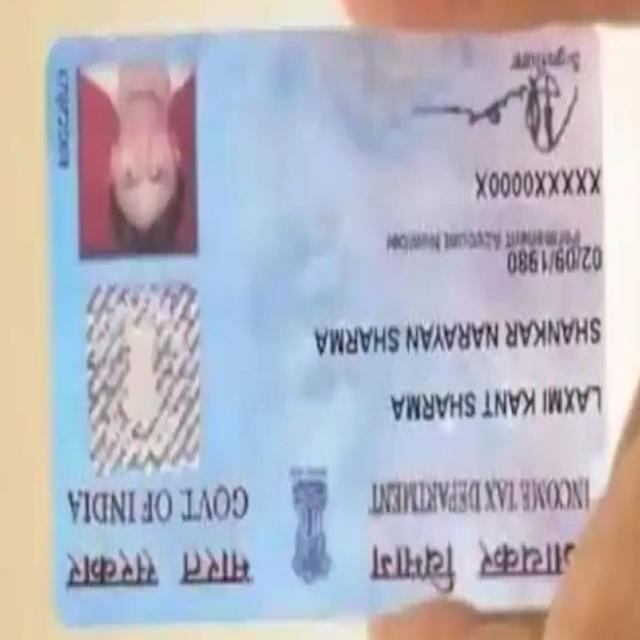 आयकर विभाग
INCOME TAX DEPARTMENT
भारत सरकार
GOVT. OF INDIA
LAXMI KANT SHARMA
SHANKAR NARAYAN SHARMA
02/09/1980
Permanent Account Number
XXXXX0000X
Signature